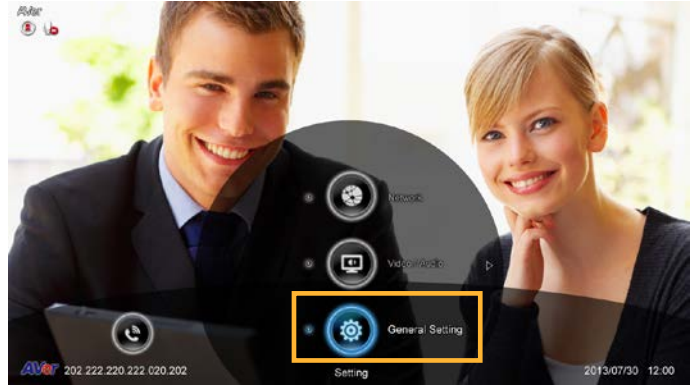 AVer
Network
Video/Audio
General Setting
AVer 202.222.220.222.020.202
Setting
2013/07/30 12:00